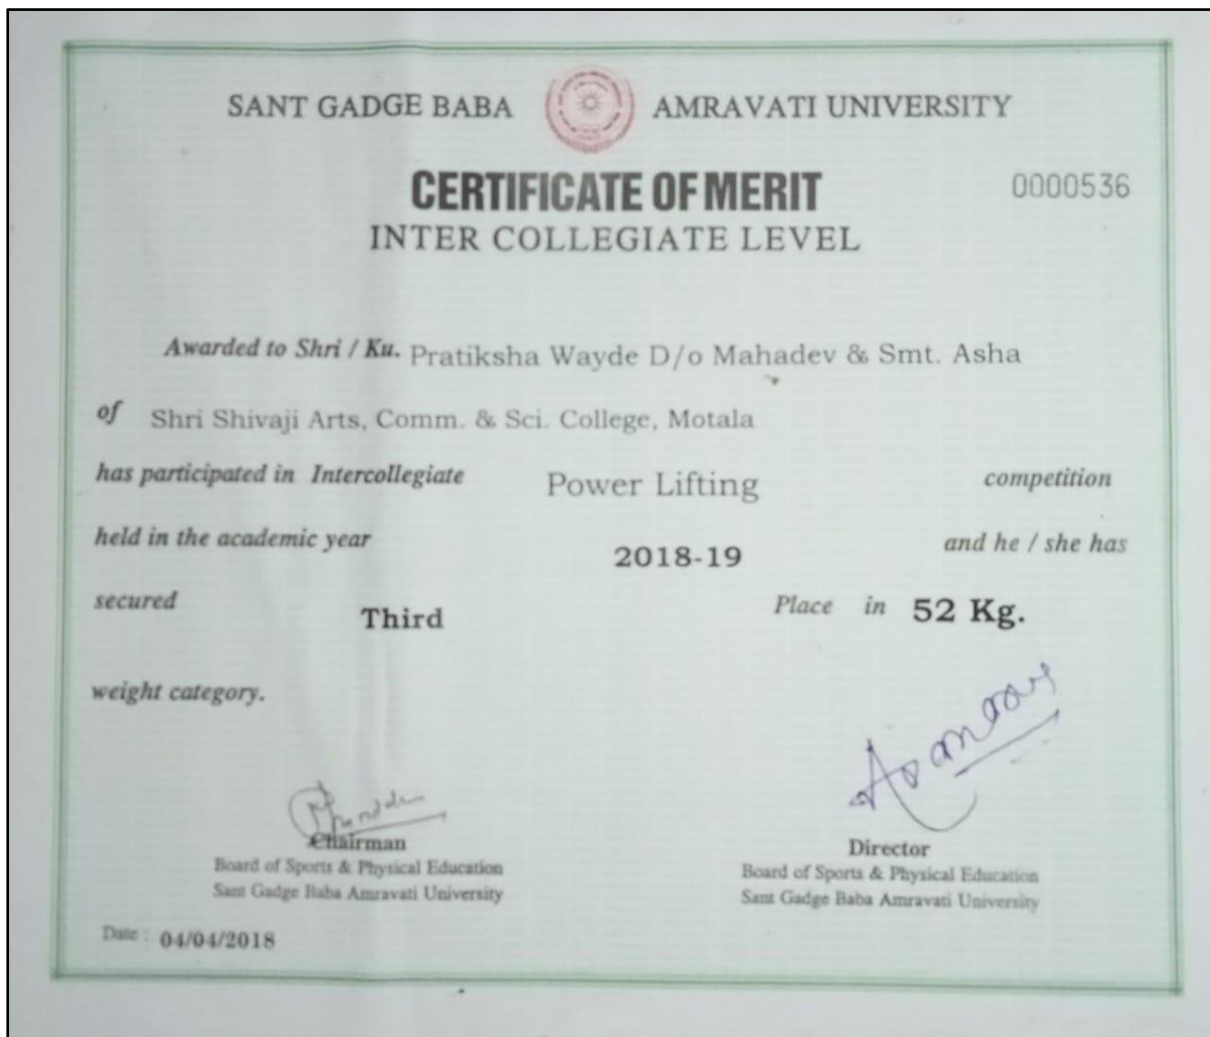 SANT GADGE BABA AMRAVATI UNIVERSITY
CERTIFICATE OF MERIT
0000536
INTER COLLEGIATE LEVEL
Awarded to Shri / Ku. Pratiksha Wayde D/o Mahadev & Smt. Asha
of Shri Shivaji Arts, Comm. & Sci. College, Motala
has participated in Intercollegiate Power Lifting competition
held in the academic year 2018-19 and he / she has
secured Third Place in 52 Kg.
weight category.
Chairman
Board of Sports & Physical Education
Sant Gadge Baba Amravati University
Director
Board of Sports & Physical Education
Sant Gadge Baba Amravati University
Date : 04/04/2018